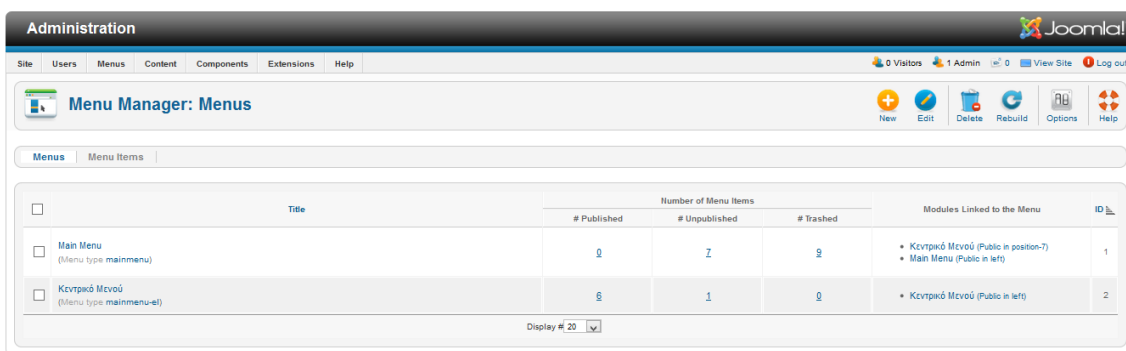 Administration
Joomla!
Site Users Menus Content Components Extensions Help
0 Visitors 1 Admin 0 View Site Log out
Menu Manager: Menus
New Edit Delete Rebuild Options Help
Menus Menu Items
Title
Number of Menu Items
# Published # Unpublished # Trashed
Modules Linked to the Menu
ID
Main Menu
(Menu type mainmenu)
0 7 9
Κεντρικό Μενού (Public in position-7)
Main Menu (Public in left)
1
Κεντρικό Μενού
(Menu type mainmenu-el)
6 1 0
Κεντρικό Μενού (Public in left)
2
Display # 20